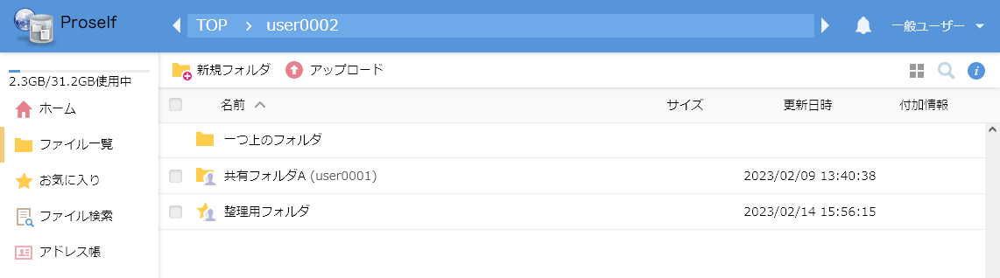 Proself
TOP > user0002
一般ユーザー
2.3GB/31.2GB使用中
ホーム
ファイル一覧
お気に入り
ファイル検索
アドレス帳
新規フォルダ アップロード
名前 サイズ 更新日時 付加情報
一つ上のフォルダ
共有フォルダA (user0001) 2023/02/09 13:40:38
整理用フォルダ 2023/02/14 15:56:15